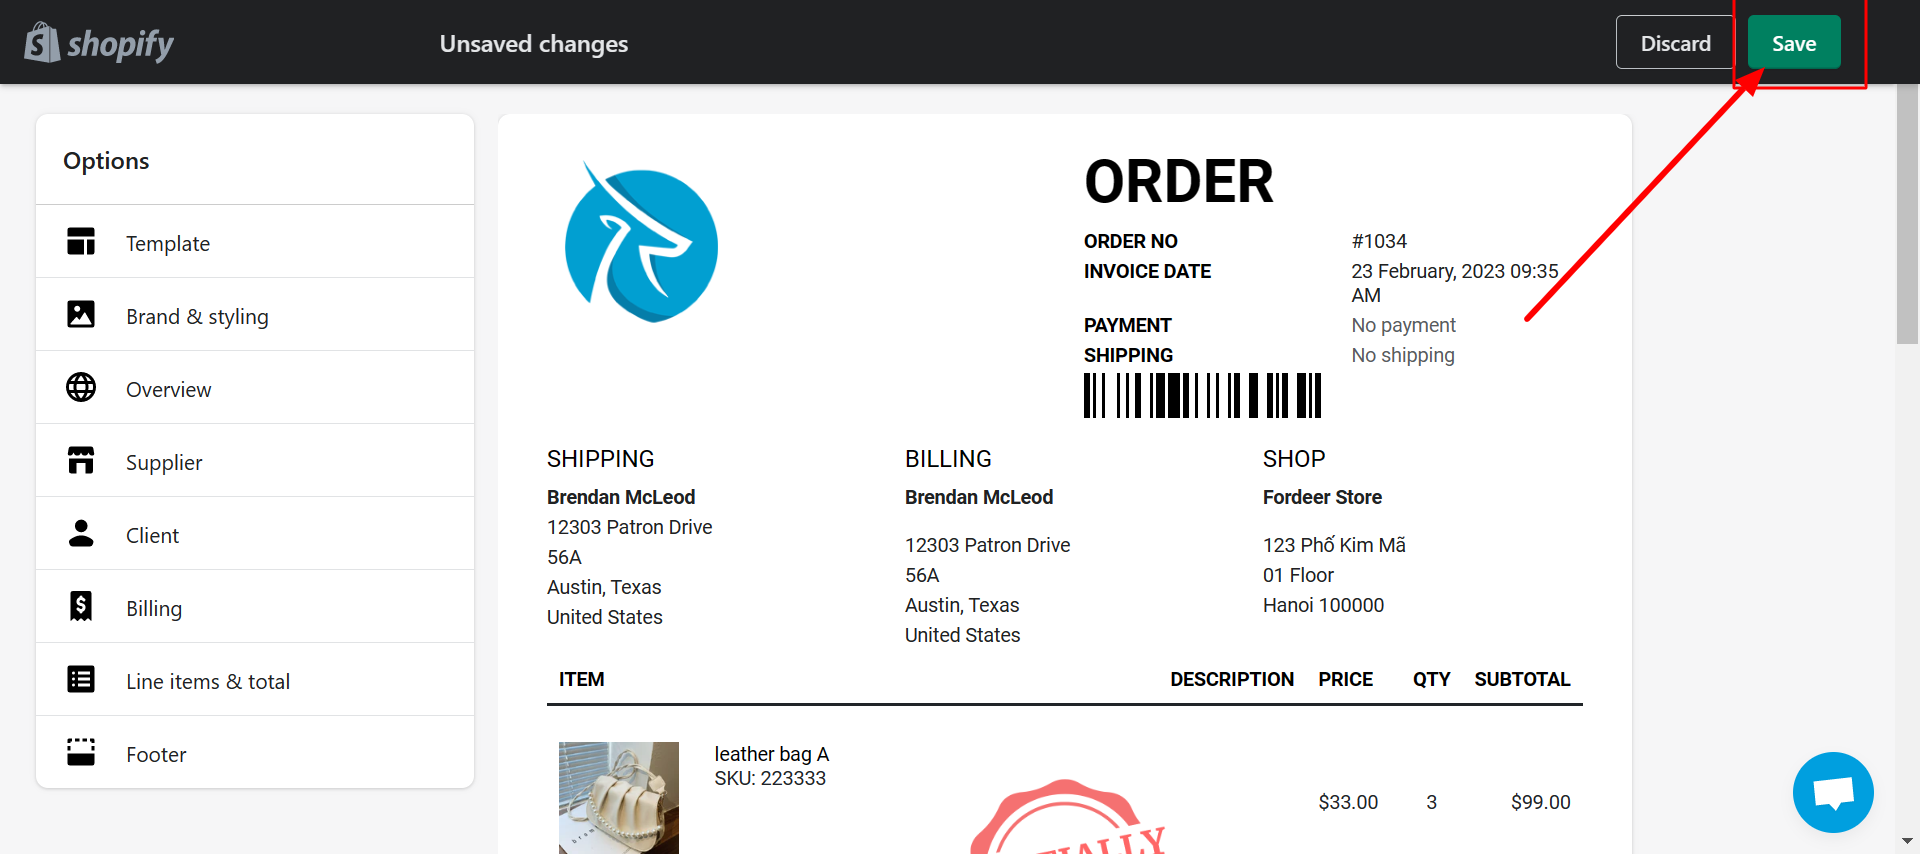 shopify
Unsaved changes
Discard
Save
Options
Template
Brand & styling
Overview
Supplier
Client
Billing
Line items & total
Footer
ORDER
ORDER NO #1034
INVOICE DATE 23 February, 2023 09:35
AM
PAYMENT No payment
SHIPPING No shipping
SHIPPING
Brendan McLeod
12303 Patron Drive
56A
Austin, Texas
United States
BILLING
Brendan McLeod
12303 Patron Drive
56A
Austin, Texas
United States
SHOP
Fordeer Store
123 Phố Kim Mã
01 Floor
Hanoi 100000
ITEM DESCRIPTION PRICE QTY SUBTOTAL
leather bag A
SKU: 223333
$33.00 3 $99.00